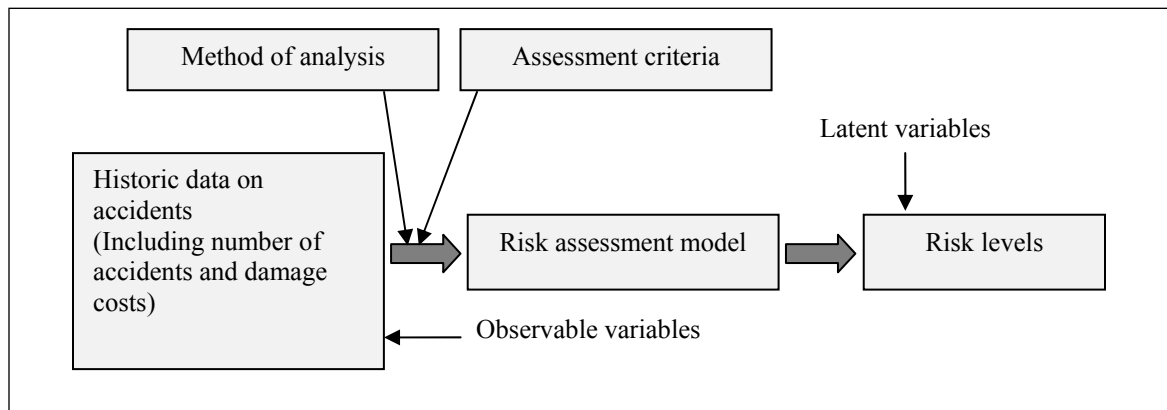 Method of analysis
Assessment criteria
Latent variables
Historic data on
accidents
(Including number of
accidents and damage
costs)
Risk assessment model
Risk levels
Observable variables